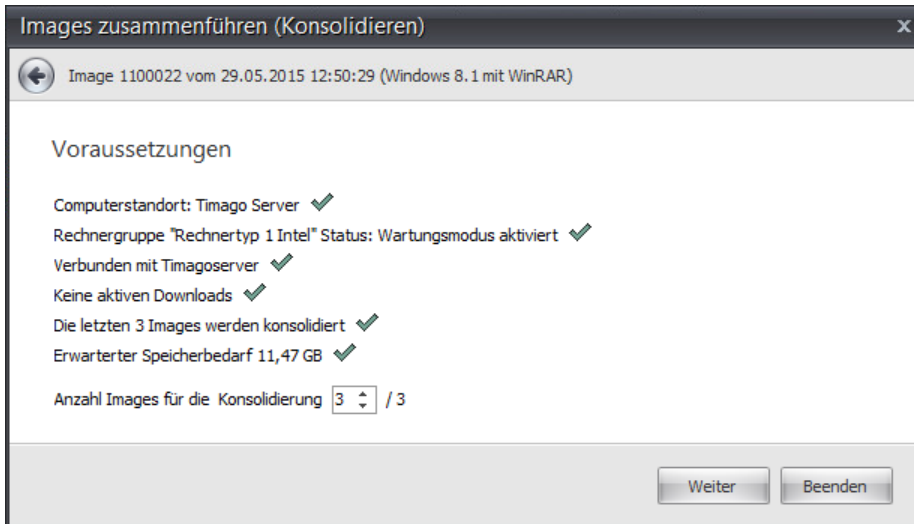 Images zusammenführen (Konsolidieren) x
Image 1100022 vom 29.05.2015 12:50:29 (Windows 8.1 mit WinRAR)
Voraussetzungen
Computerstandort: Timago Server
Rechnergruppe "Rechnertyp 1 Intel" Status: Wartungsmodus aktiviert
Verbunden mit Timagoserver
Keine aktiven Downloads
Die letzten 3 Images werden konsolidiert
Erwarterter Speicherbedarf 11,47 GB
Anzahl Images für die Konsolidierung 3 / 3
Weiter Beenden